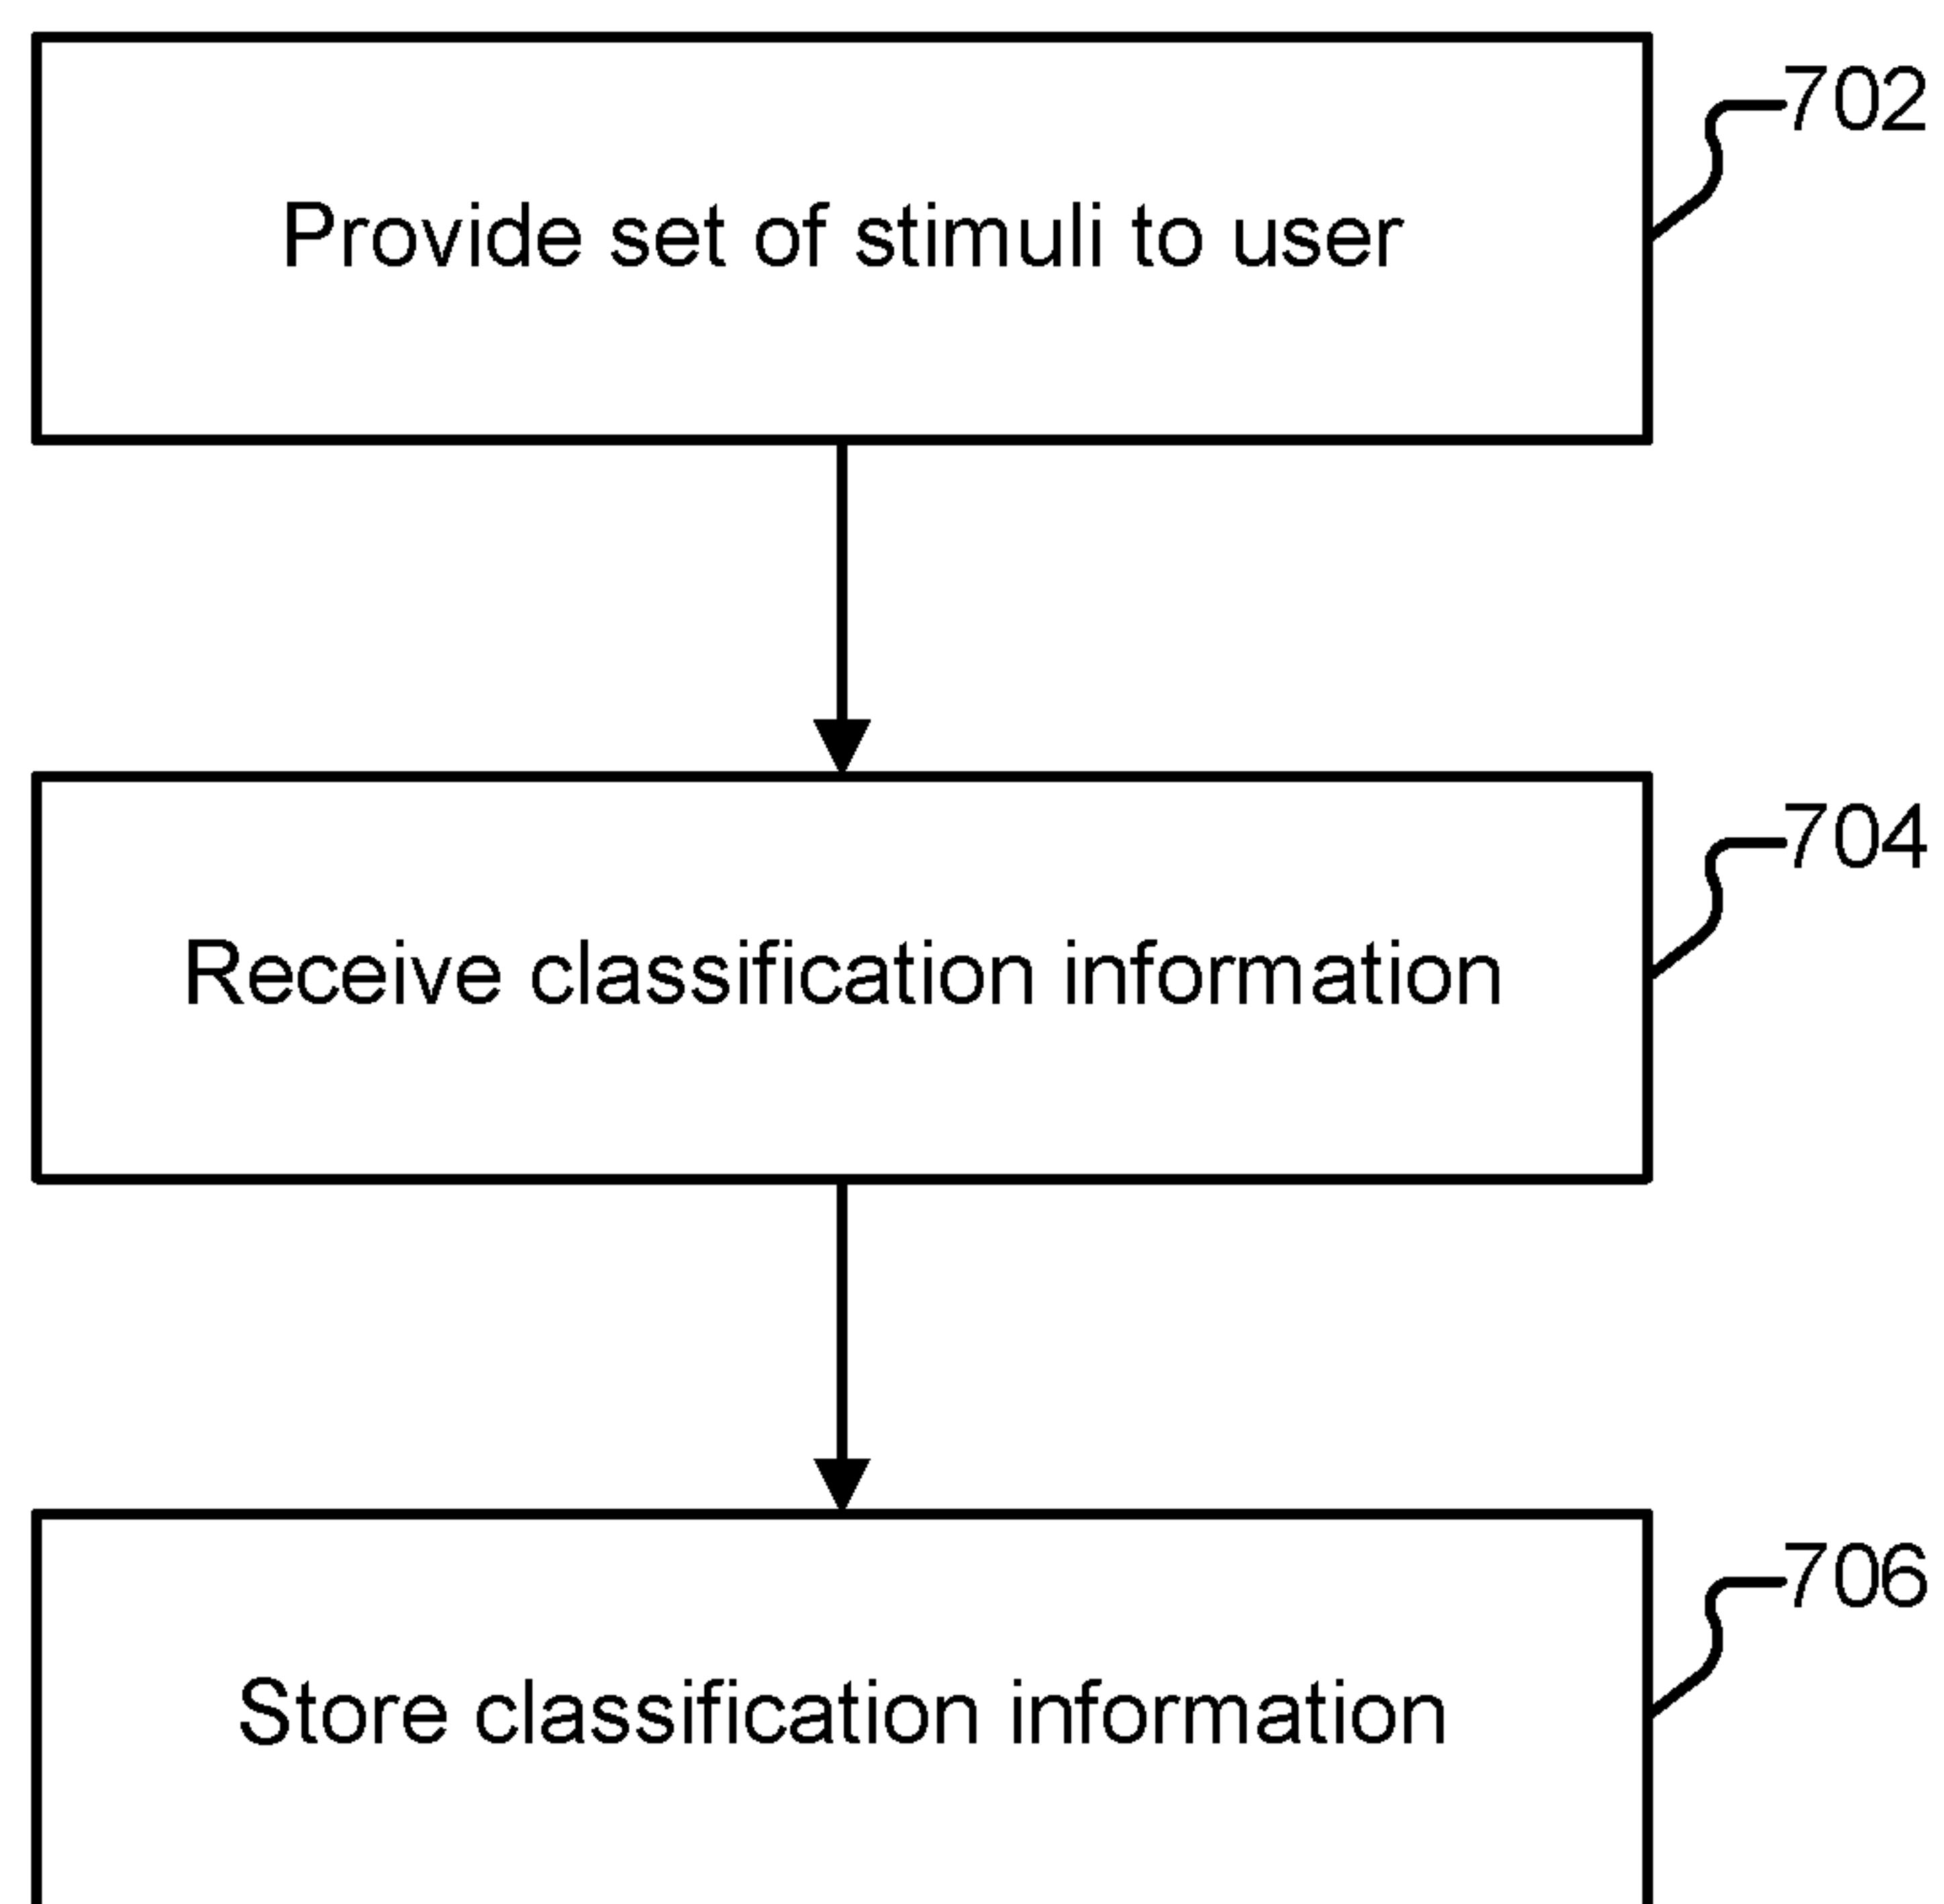 702
Provide set of stimuli to user
704
Receive classification information
706
Store classification information